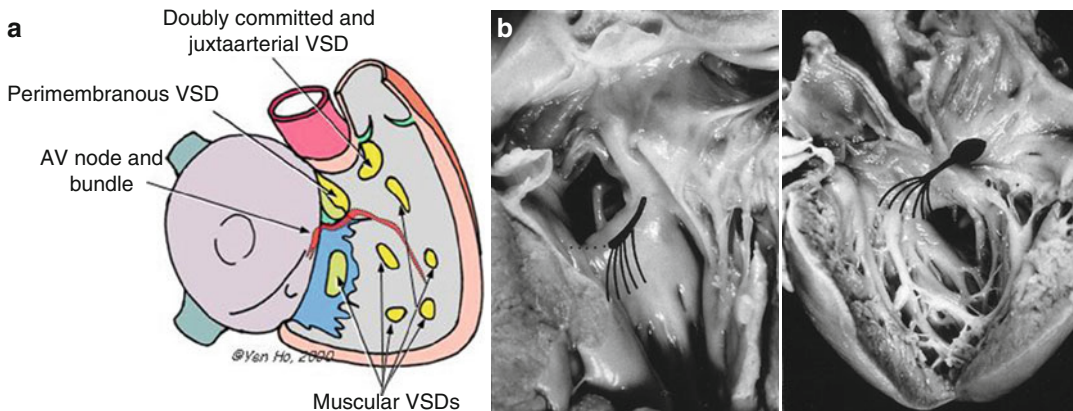 a
Doubly committed and
juxtaarterial VSD
Perimembranous VSD
AV node and
bundle
©Yen Ho, 2000
Muscular VSDs
b